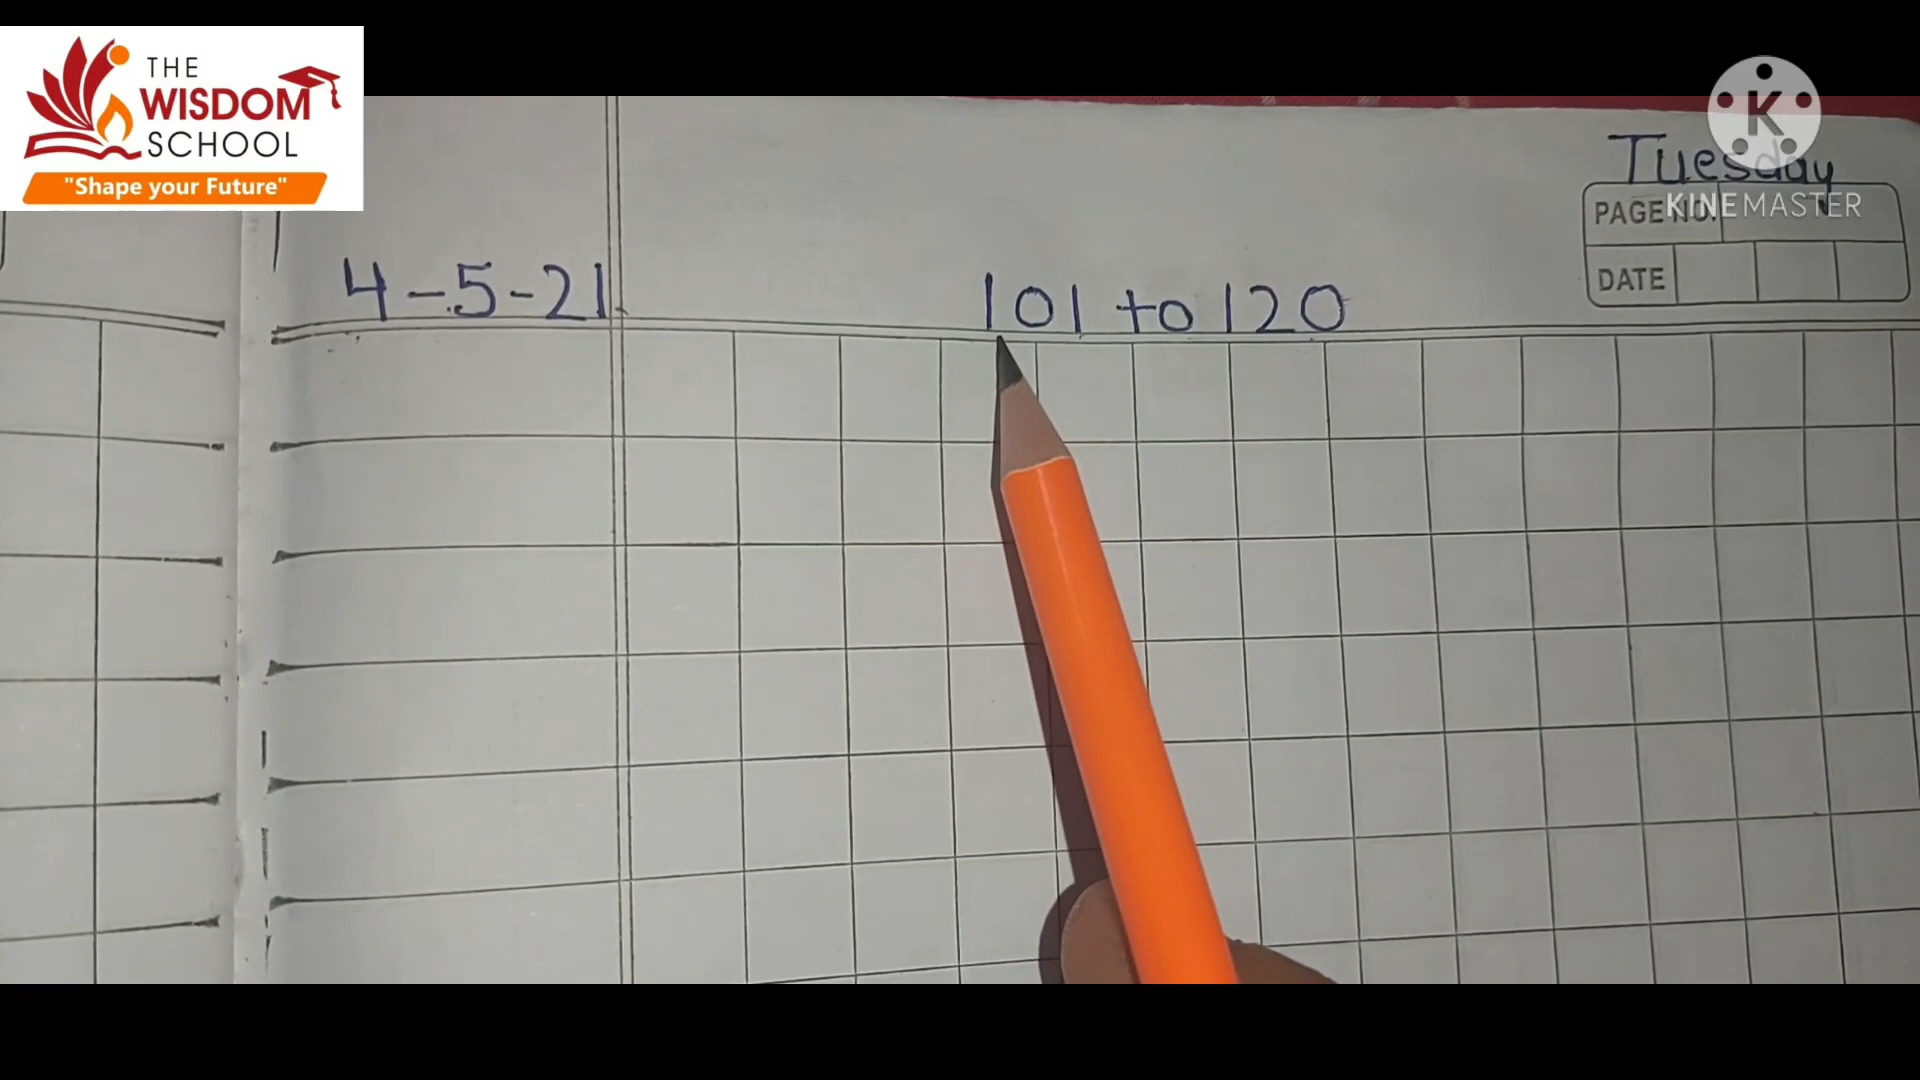 THE
WISDOM
SCHOOL
"Shape your Future"
K
KINEMASTER
Tuesday
PAGE NO.
DATE
4-5-21
101 to 120